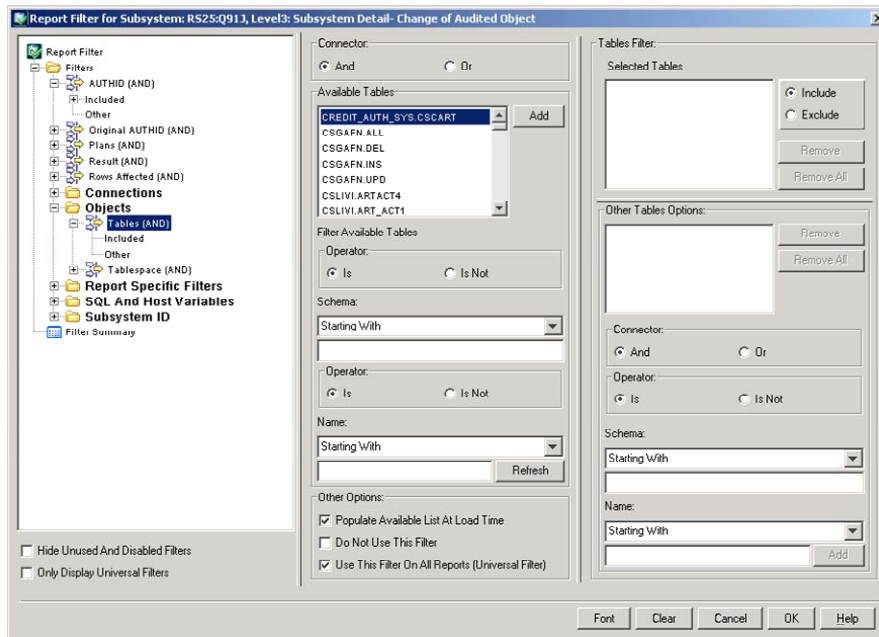 Report Filter for Subsystem: RS25:Q91J, Level3: Subsystem Detail- Change of Audited Object
Report Filter
Filters
AUTHID (AND)
Included
Other
Original AUTHID (AND)
Plans (AND)
Result (AND)
Rows Affected (AND)
Connections
Objects
Tables (AND)
Included
Other
Tablespace (AND)
Report Specific Filters
SQL And Host Variables
Subsystem ID
Filter Summary
Hide Unused And Disabled Filters
Only Display Universal Filters
Connector:
And
Or
Available Tables
CREDIT_AUTH_SYS.CSCART
CSGAFN.ALL
CSGAFN.DEL
CSGAFN.INS
CSGAFN.UPD
CSLIVI.ARTACT4
CSLIVI.ART_ACT1
Add
Filter Available Tables
Operator:
Is
Is Not
Schema:
Starting With
Operator:
Is
Is Not
Name:
Starting With
Refresh
Other Options:
Populate Available List At Load Time
Do Not Use This Filter
Use This Filter On All Reports (Universal Filter)
Tables Filter:
Selected Tables
Include
Exclude
Remove
Remove All
Other Tables Options:
Remove
Remove All
Connector:
And
Or
Operator:
Is
Is Not
Schema:
Starting With
Name:
Starting With
Add
Font
Clear
Cancel
OK
Help